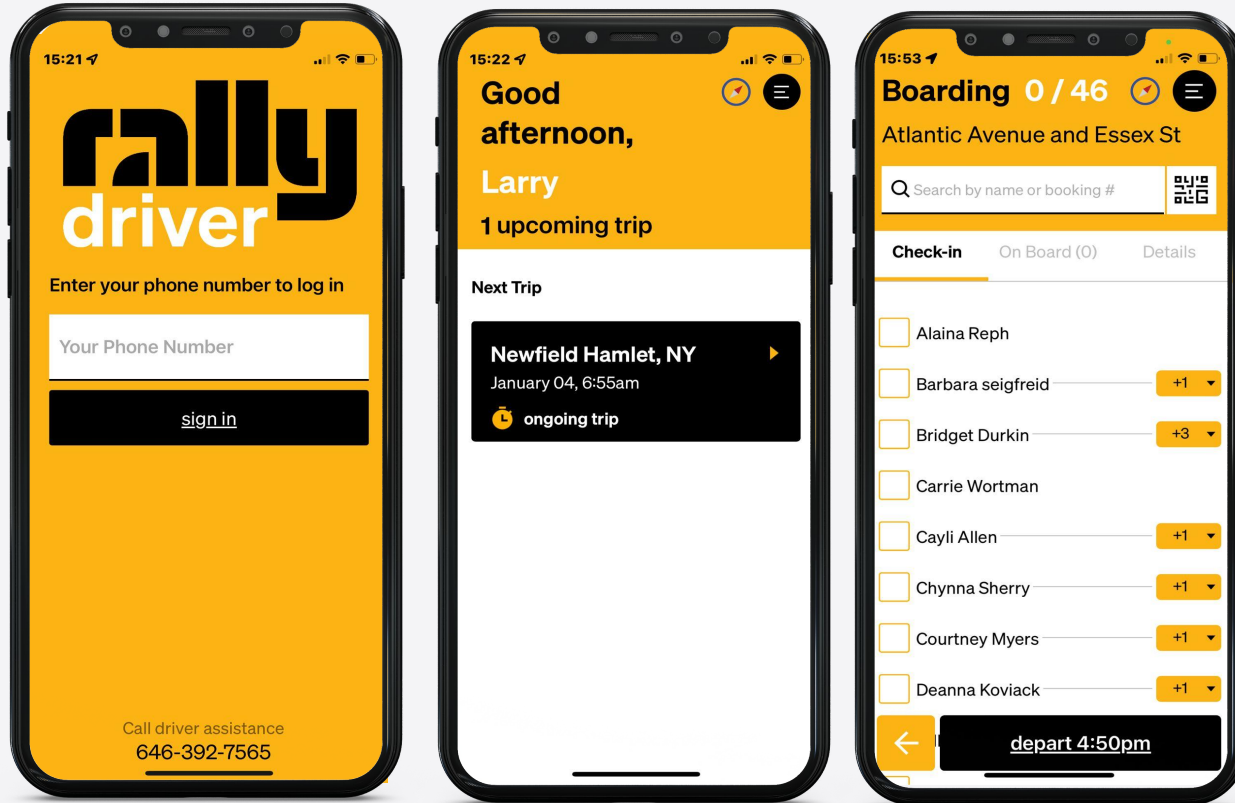 15:21
rally
driver
Enter your phone number to log in
Your Phone Number
sign in
Call driver assistance
646-392-7565
15:22
Good
afternoon,
Larry
1 upcoming trip
Next Trip
Newfield Hamlet, NY
January 04, 6:55am
ongoing trip
15:53
Boarding 0 / 46
Atlantic Avenue and Essex St
Search by name or booking #
Check-in On Board (0) Details
Alaina Reph
Barbara seigfreid +1
Bridget Durkin +3
Carrie Wortman
Cayli Allen +1
Chynna Sherry +1
Courtney Myers +1
Deanna Koviack +1
depart 4:50pm